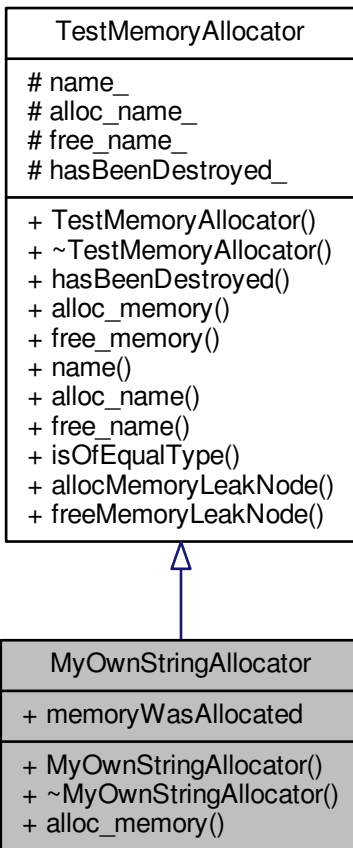 TestMemoryAllocator
# name_
# alloc_name_
# free_name_
# hasBeenDestroyed_
+ TestMemoryAllocator()
+ ~TestMemoryAllocator()
+ hasBeenDestroyed()
+ alloc_memory()
+ free_memory()
+ name()
+ alloc_name()
+ free_name()
+ isOfEqualType()
+ allocMemoryLeakNode()
+ freeMemoryLeakNode()
MyOwnStringAllocator
+ memoryWasAllocated
+ MyOwnStringAllocator()
+ ~MyOwnStringAllocator()
+ alloc_memory()